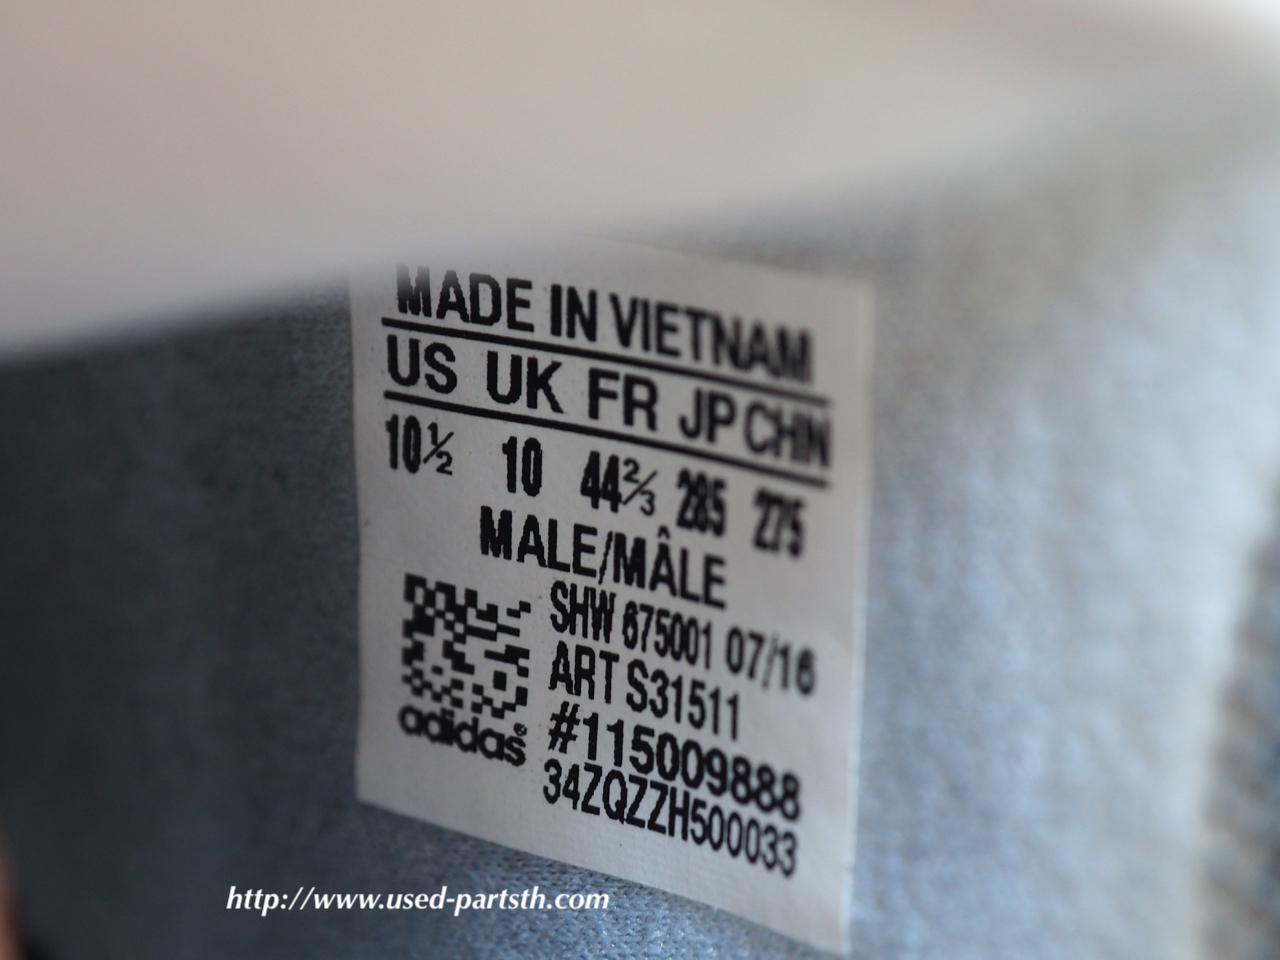 MADE IN VIETNAM
US UK FR JP CHN
10½ 10 44⅔ 285 275
MALE/MÂLE
SHW 675001 07/16
ART S31511
#115009888
adidas®
34ZQZZH500033
http://www.used-partsth.com